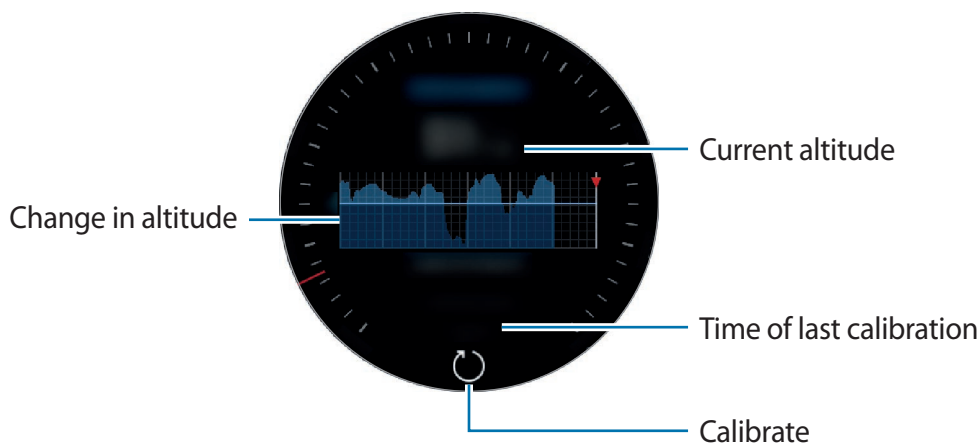 Current altitude
Change in altitude
Time of last calibration
Calibrate